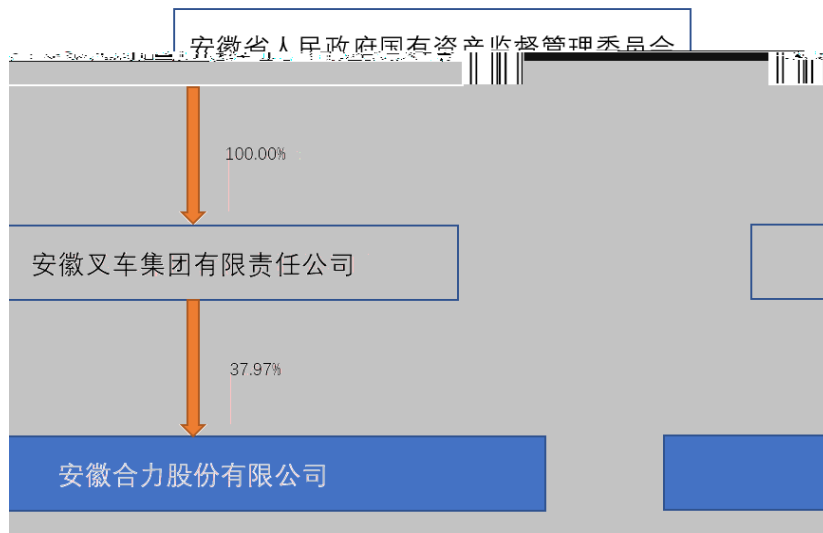 安徽省人民政府国有资产监督管理委员会
100.00%
安徽叉车集团有限责任公司
37.97%
安徽合力股份有限公司